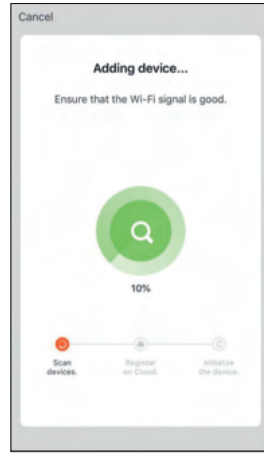 Cancel
Adding device...
Ensure that the Wi-Fi signal is good.
10%
Scan
devices.
Register
on Cloud.
Initialize
the device.